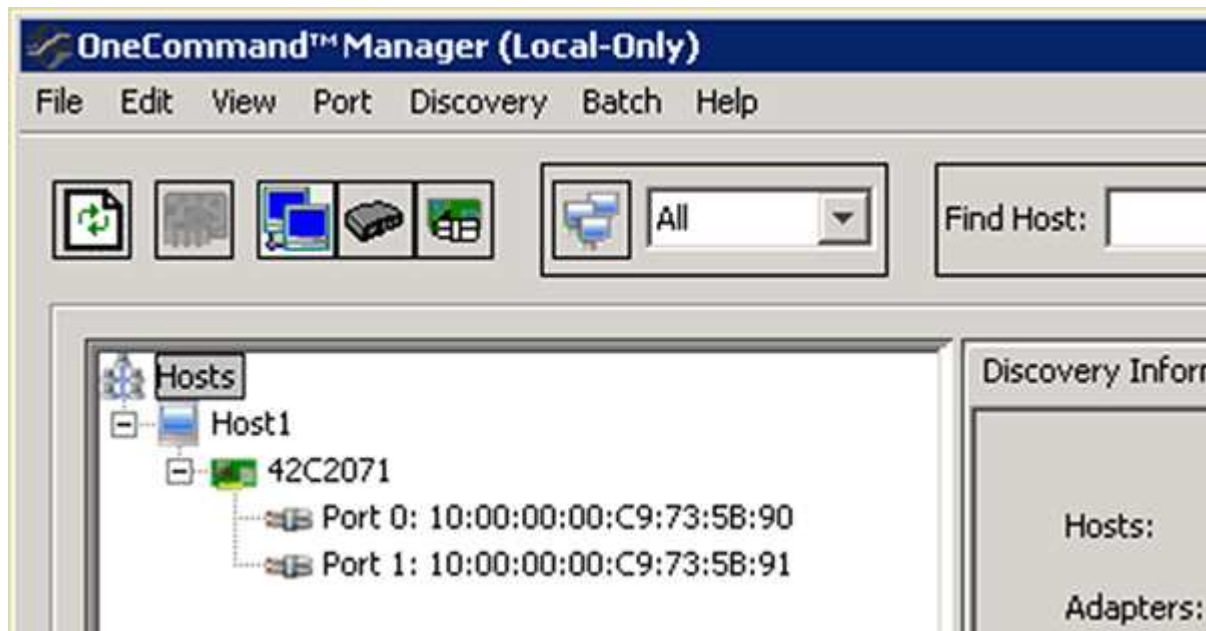 OneCommand™ Manager (Local-Only)
File Edit View Port Discovery Batch Help
All Find Host:
Hosts
Discovery Inform
Host1
42C2071
Port 0: 10:00:00:00:C9:73:5B:90
Hosts:
Port 1: 10:00:00:00:C9:73:5B:91
Adapters: